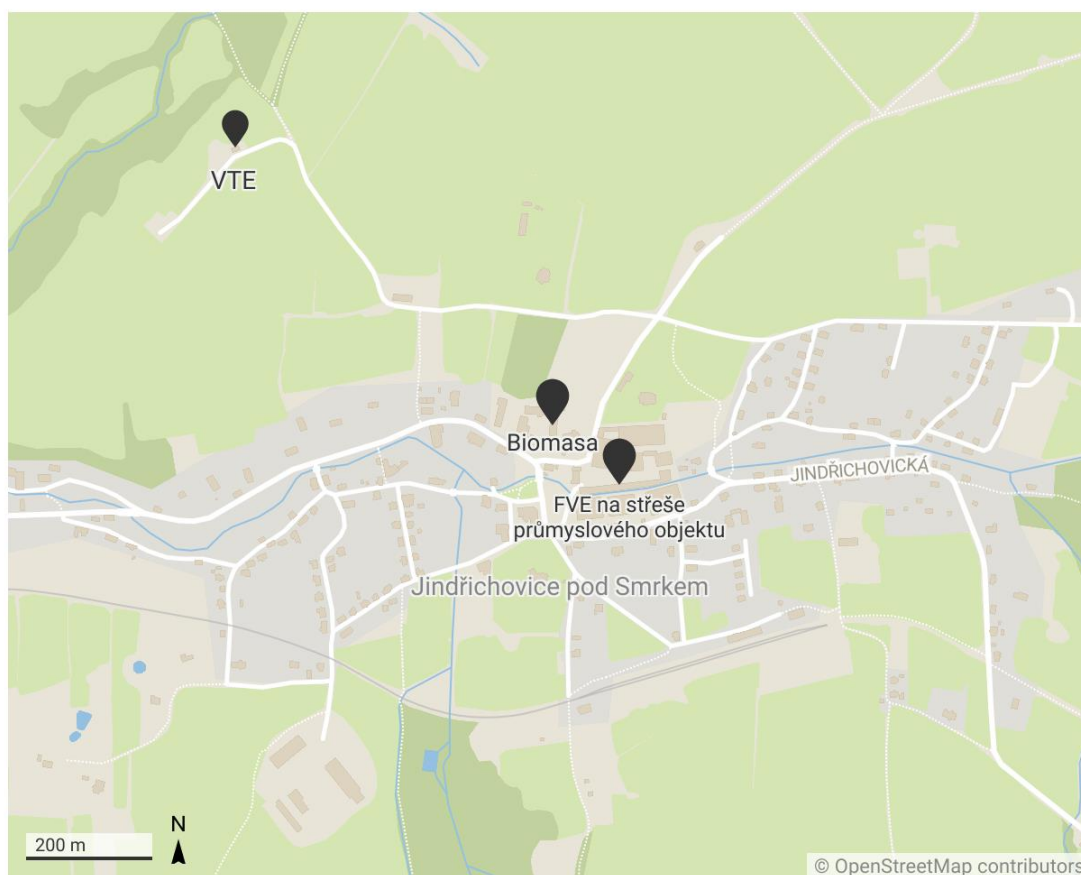 VTE
Biomasa
JINDŘICHOVICKÁ
FVE na střeše
průmyslového objektu
Jindřichovice pod Smrkem
200 m
N
© OpenStreetMap contributors